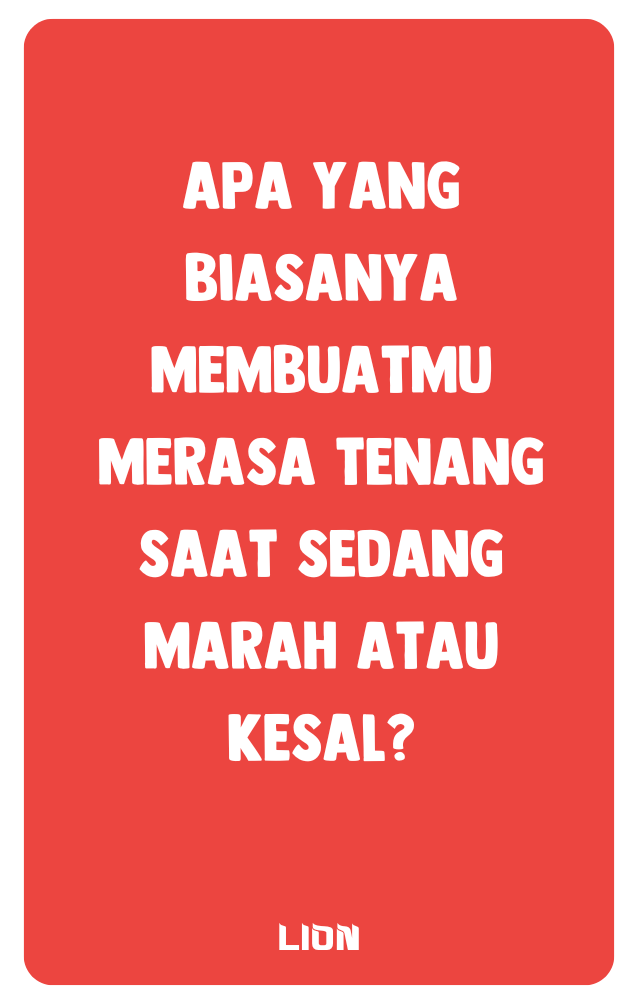 APA YANG
BIASANYA
MEMBUATMU
MERASA TENANG
SAAT SEDANG
MARAH ATAU
KESAL?
LION